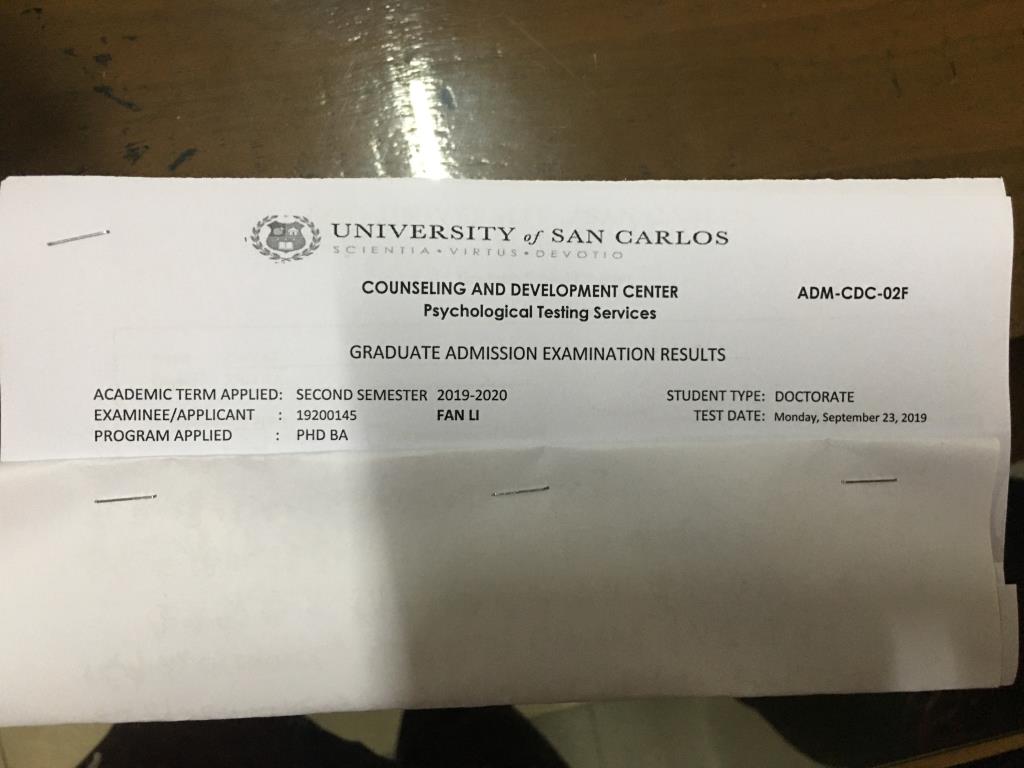 UNIVERSITY of SAN CARLOS
SCIENTIA • VIRTUS • DEVOTIO
COUNSELING AND DEVELOPMENT CENTER ADM-CDC-02F
Psychological Testing Services
GRADUATE ADMISSION EXAMINATION RESULTS
ACADEMIC TERM APPLIED: SECOND SEMESTER 2019-2020 STUDENT TYPE: DOCTORATE
EXAMINEE/APPLICANT : 19200145 FAN LI TEST DATE: Monday, September 23, 2019
PROGRAM APPLIED : PHD BA